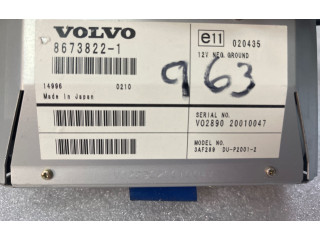 VOLVO
8673822-1
14996 0210
Made in Japan
e11 020435
12V NEG. GROUND
963
SERIAL NO.
VO2890 20010047
MODEL NO.
3AF289 DU-P2001-2